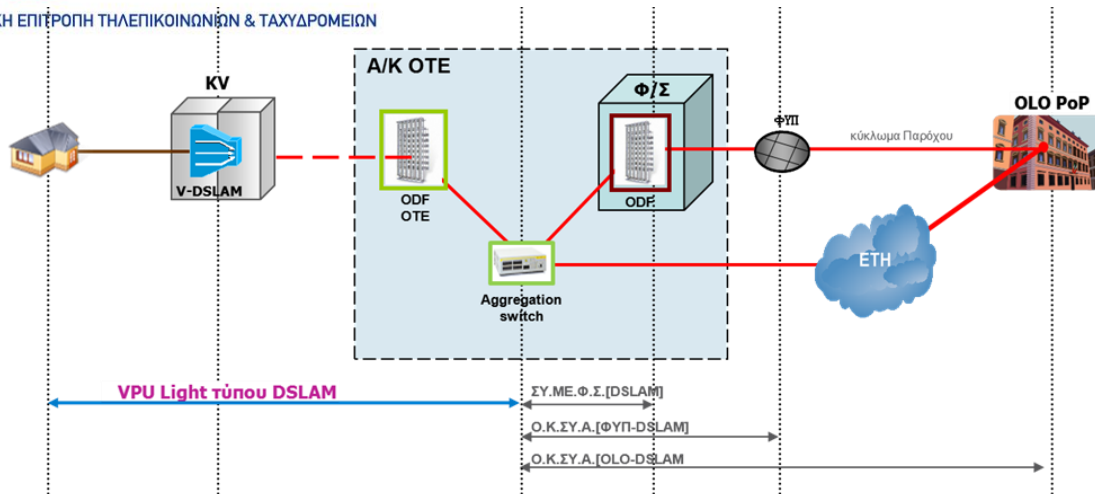 ΚΗ ΕΠΙΤΡΟΠΗ ΤΗΛΕΠΙΚΟΙΝΩΝΙΩΝ & ΤΑΧΥΔΡΟΜΕΙΩΝ
Α/Κ ΟΤΕ
KV
Φ/Σ
ΦΥΠ
OLO PoP
κύκλωμα Παρόχου
V-DSLAM
ODF
OTE
ODF
ETH
Aggregation
switch
VPU Light τύπου DSLAM
ΣΥ.ΜΕ.Φ.Σ.[DSLAM]
Ο.Κ.ΣΥ.Α.[ΦΥΠ-DSLAM]
Ο.Κ.ΣΥ.Α.[OLO-DSLAM